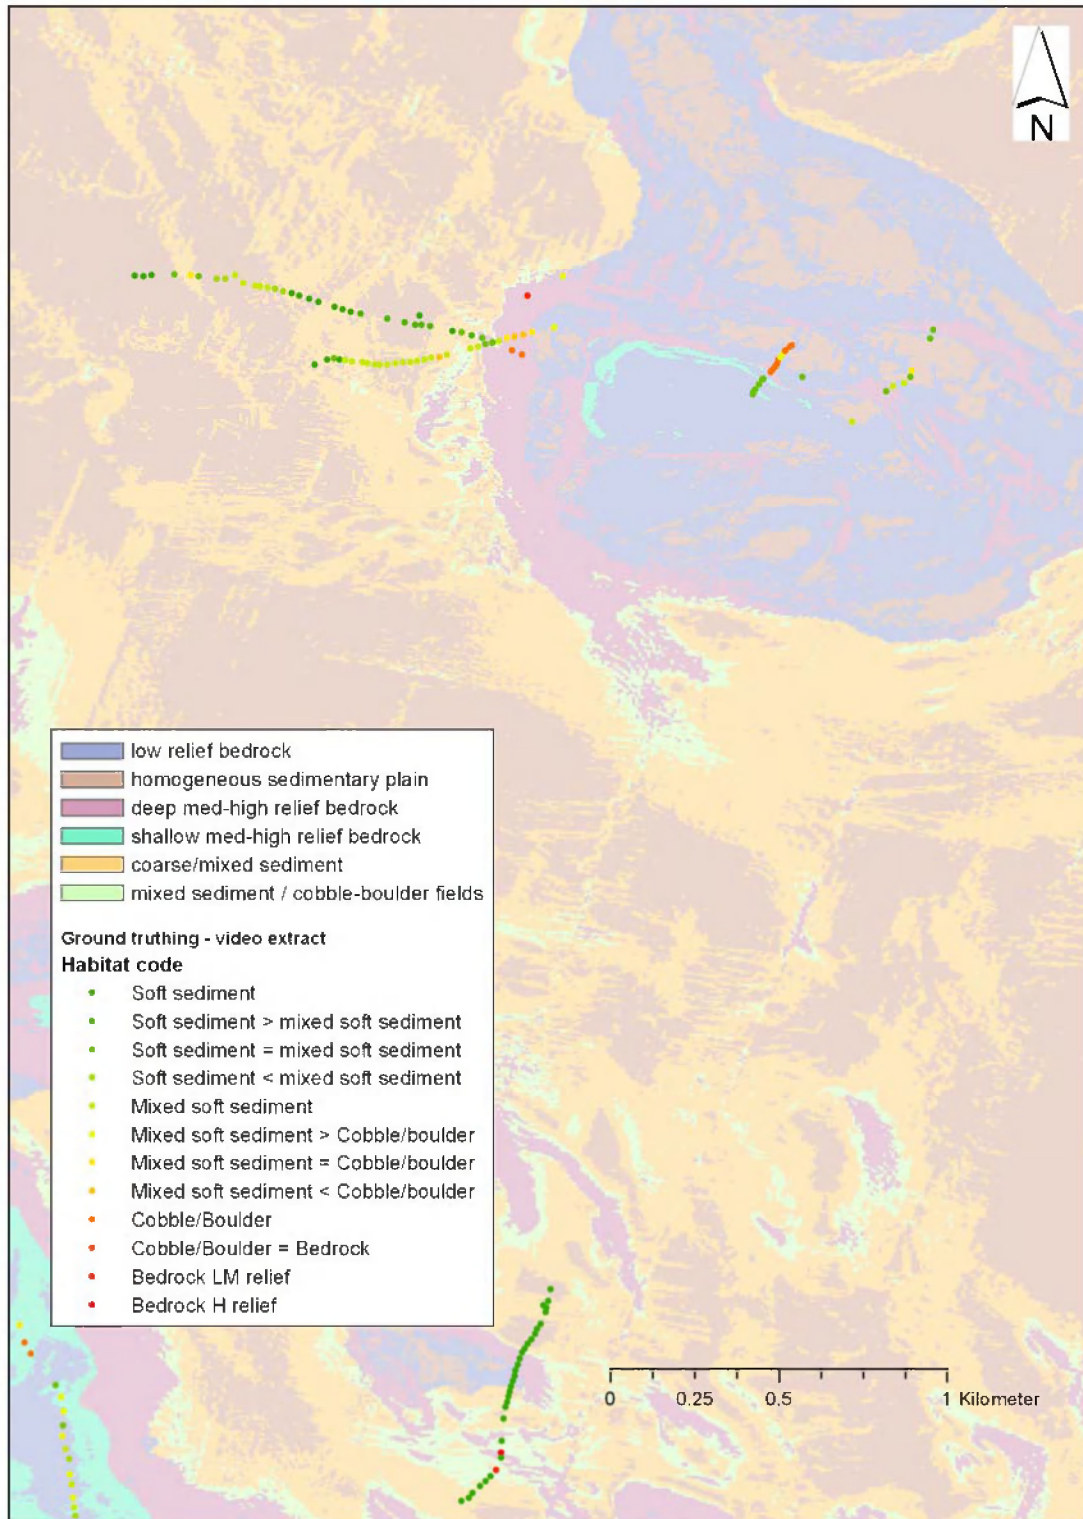 N
low relief bedrock
homogeneous sedimentary plain
deep med-high relief bedrock
shallow med-high relief bedrock
coarse/mixed sediment
mixed sediment / cobble-boulder fields
Ground truthing - video extract
Habitat code
Soft sediment
Soft sediment > mixed soft sediment
Soft sediment = mixed soft sediment
Soft sediment < mixed soft sediment
Mixed soft sediment
Mixed soft sediment > Cobble/boulder
Mixed soft sediment = Cobble/boulder
Mixed soft sediment < Cobble/boulder
Cobble/Boulder
Cobble/Boulder = Bedrock
Bedrock LM relief
Bedrock H relief
0 0.25 0.5 1 Kilometer